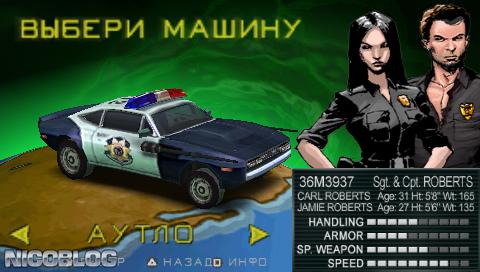 ВЫБЕРИ МАШИНУ
36M3937 Sgt. & Cpt. ROBERTS
CARL ROBERTS Age: 31 Ht: 5'8" Wt: 165
JAMIE ROBERTS Age: 27 Ht: 5'6" Wt: 135
HANDLING
ARMOR
SP. WEAPON
SPEED
АУТЛО
НАЗАД ИНФО
NICOBLOG